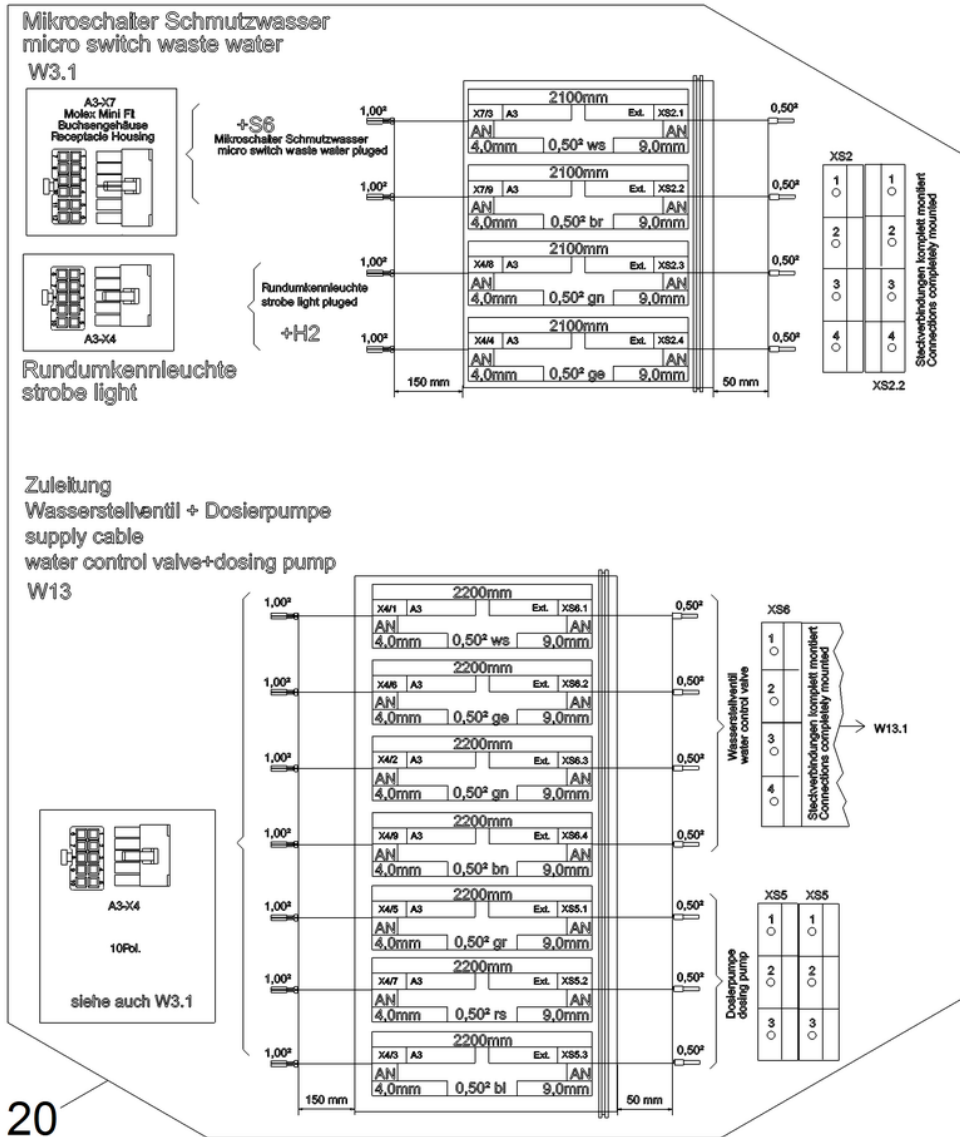 Mikroschalter Schmutzwasser
micro switch waste water
W3.1
A3-X7
Molex Mini Fit
Buchsengehäuse
Receptacle Housing
+S6
Mikroschalter Schmutzwasser
micro switch waste water pluged
A3-X4
Rundumkennleuchte
strobe light pluged
+H2
Rundumkennleuchte
strobe light
1,00²
2100mm
X7/3 A3 Ext. XS2.1
AN AN
4,0mm 0,50² ws 9,0mm
0,50²
1,00²
2100mm
X7/9 A3 Ext. XS2.2
AN AN
4,0mm 0,50² br 9,0mm
0,50²
1,00²
2100mm
X4/8 A3 Ext. XS2.3
AN AN
4,0mm 0,50² gn 9,0mm
0,50²
1,00²
2100mm
X4/4 A3 Ext. XS2.4
AN AN
4,0mm 0,50² ge 9,0mm
0,50²
150 mm
50 mm
XS2
1 1
2 2
3 3
4 4
XS2.2
Steckverbindungen komplett montiert
Connections completely mounted
Zuleitung
Wasserstellventil + Dosierpumpe
supply cable
water control valve+dosing pump
W13
A3-X4
10Pol.
siehe auch W3.1
1,00²
2200mm
X4/1 A3 Ext. XS6.1
AN AN
4,0mm 0,50² ws 9,0mm
0,50²
1,00²
2200mm
X4/6 A3 Ext. XS6.2
AN AN
4,0mm 0,50² ge 9,0mm
0,50²
1,00²
2200mm
X4/2 A3 Ext. XS6.3
AN AN
4,0mm 0,50² gn 9,0mm
0,50²
1,00²
2200mm
X4/9 A3 Ext. XS6.4
AN AN
4,0mm 0,50² bn 9,0mm
0,50²
1,00²
2200mm
X4/5 A3 Ext. XS5.1
AN AN
4,0mm 0,50² gr 9,0mm
0,50²
1,00²
2200mm
X4/7 A3 Ext. XS5.2
AN AN
4,0mm 0,50² rs 9,0mm
0,50²
1,00²
2200mm
X4/3 A3 Ext. XS5.3
AN AN
4,0mm 0,50² bl 9,0mm
0,50²
150 mm
50 mm
Wasserstellventil
water control valve
XS6
1
2
3
4
Steckverbindungen komplett montiert
Connections completely mounted
W13.1
Dosierpumpe
dosing pump
XS5 XS5
1 1
2 2
3 3
20